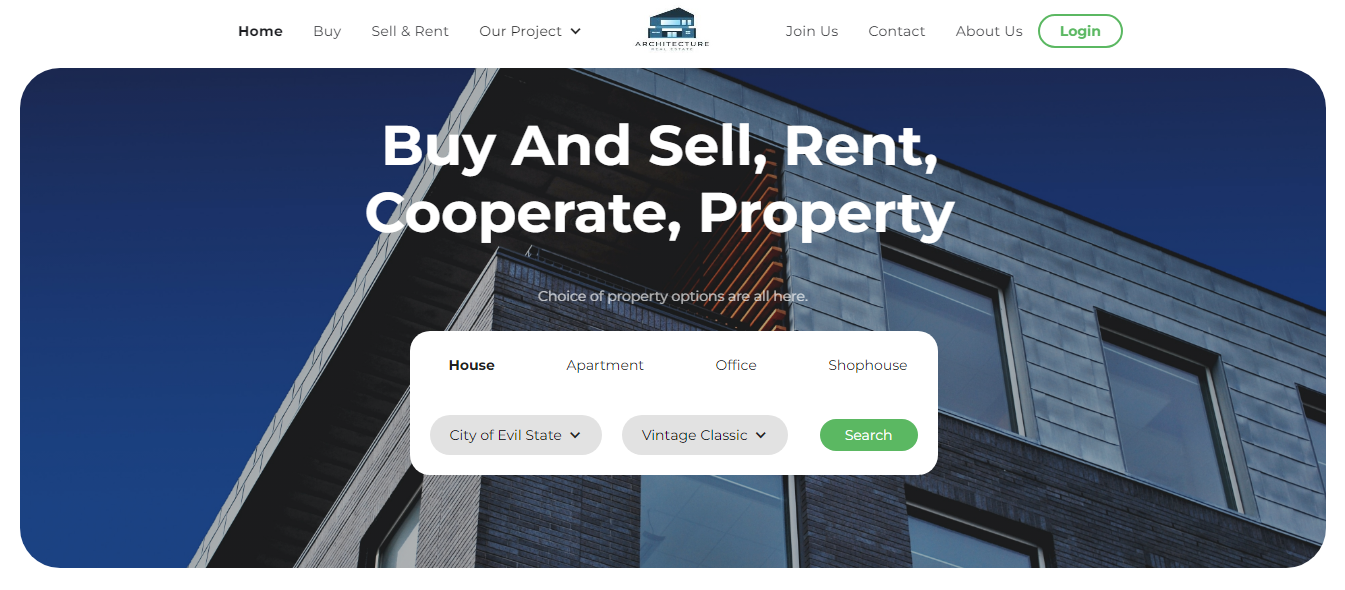 Home Buy Sell & Rent Our Project ARCHITECTURE Join Us Contact About Us Login
REAL ESTATE
Buy And Sell, Rent,
Cooperate, Property
Choice of property options are all here.
House Apartment Office Shophouse
City of Evil State Vintage Classic Search